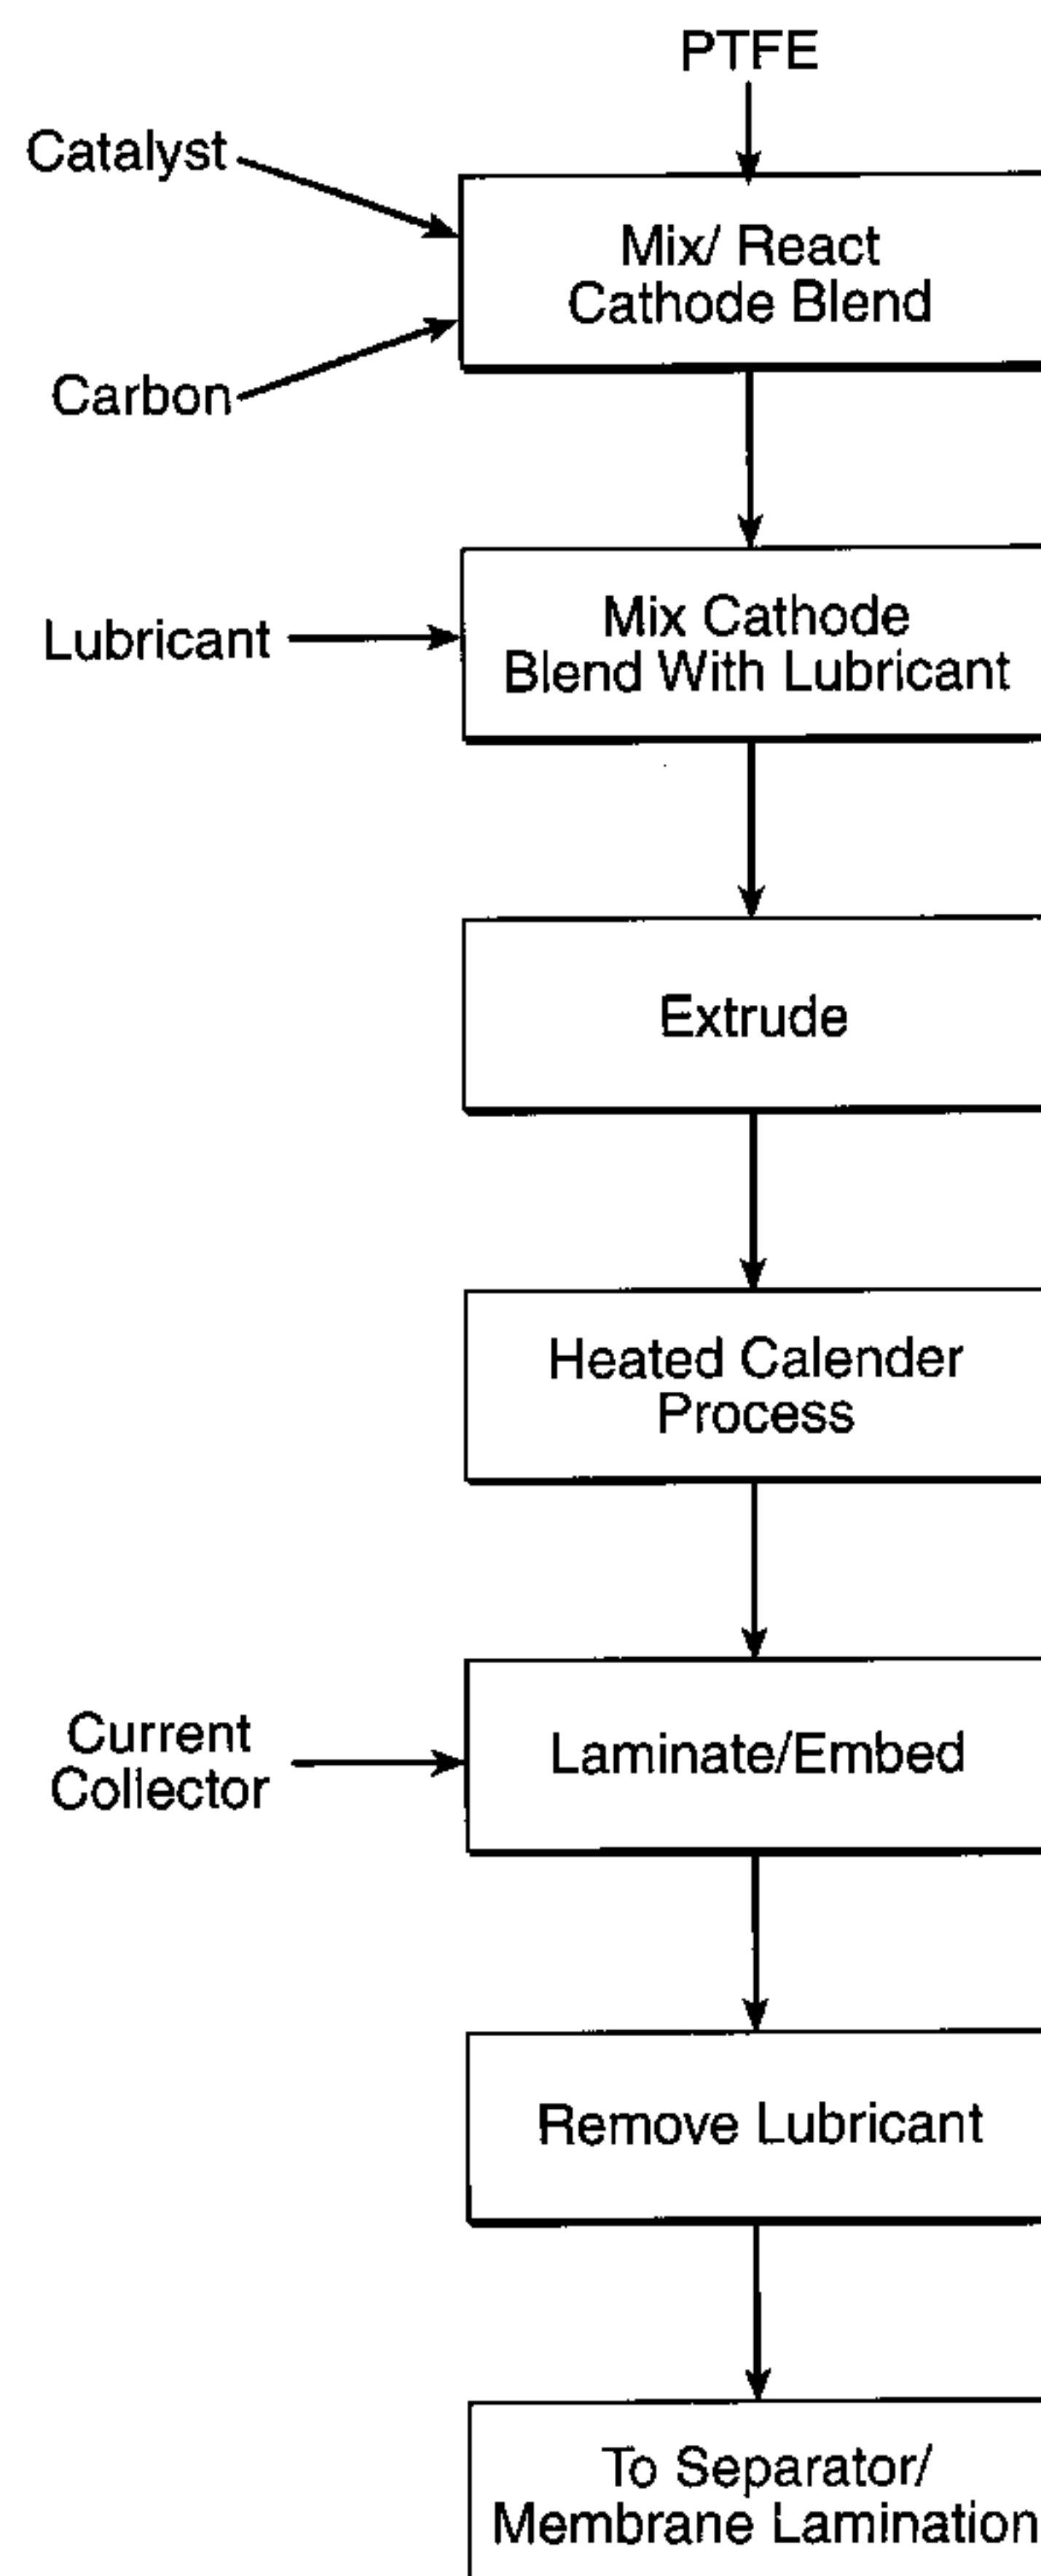 PTFE
Catalyst
Mix/ React
Cathode Blend
Carbon
Lubricant
Mix Cathode
Blend With Lubricant
Extrude
Heated Calender
Process
Current
Collector
Laminate/Embed
Remove Lubricant
To Separator/
Membrane Lamination